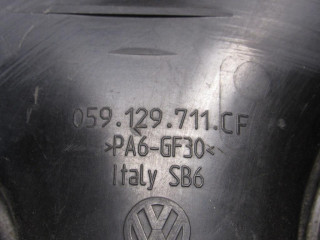 059.129.711.CF
>PA6-GF30<
Italy SB6